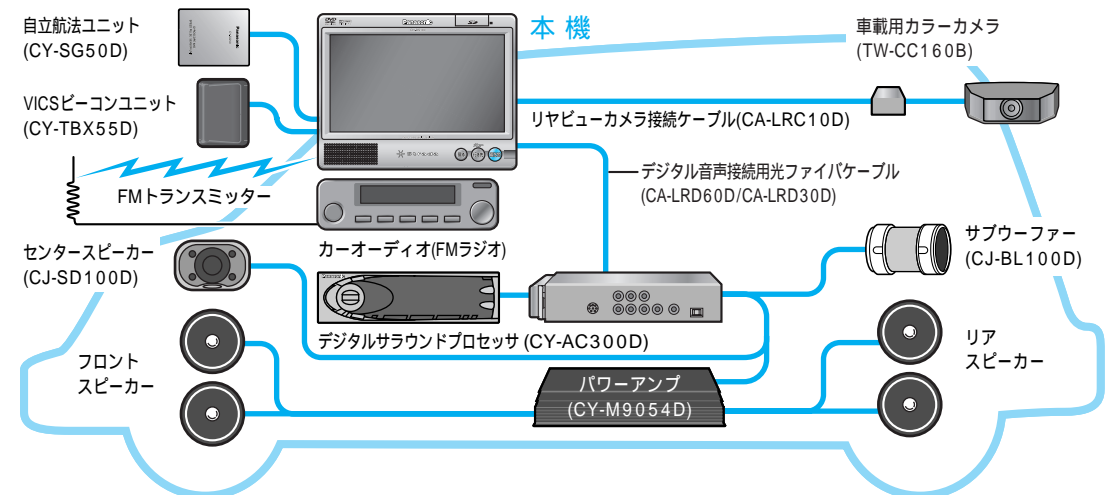 自立航法ユニット
(CY-SG50D)
VICSビーコンユニット
(CY-TBX55D)
FMトランスミッター
Panasonic
本機
車載用カラーカメラ
(TW-CC160B)
リヤビューカメラ接続ケーブル(CA-LRC10D)
デジタル音声接続用光ファイバケーブル
(CA-LRD60D/CA-LRD30D)
カーオーディオ(FMラジオ)
センタースピーカー
(CJ-SD100D)
サブウーファー
(CJ-BL100D)
デジタルサラウンドプロセッサ (CY-AC300D)
フロント
スピーカー
パワーアンプ
(CY-M9054D)
リア
スピーカー